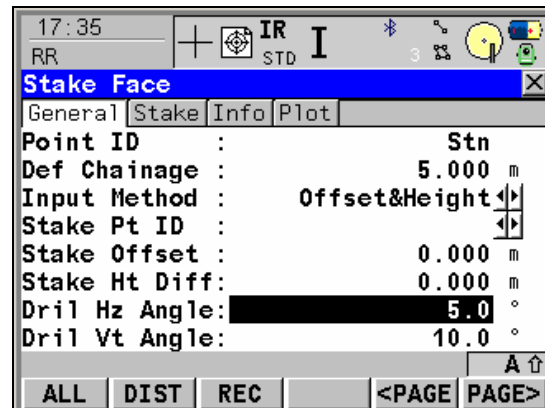 17:35
RR
IR
STD
I
3
Stake Face
General Stake Info Plot
Point ID : Stn
Def Chainage : 5.000 m
Input Method : Offset&Height
Stake Pt ID :
Stake Offset : 0.000 m
Stake Ht Diff: 0.000 m
Dril Hz Angle: 5.0 °
Dril Vt Angle: 10.0 °
A
ALL DIST REC <PAGE PAGE>